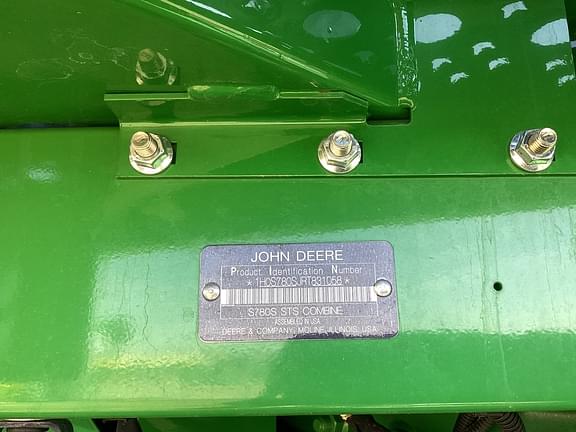 JOHN DEERE
Product Identification Number
*1H0S780SJRT831058*
S780S STS COMBINE
ASSEMBLED IN USA
DEERE & COMPANY, MOLINE, ILLINOIS, USA